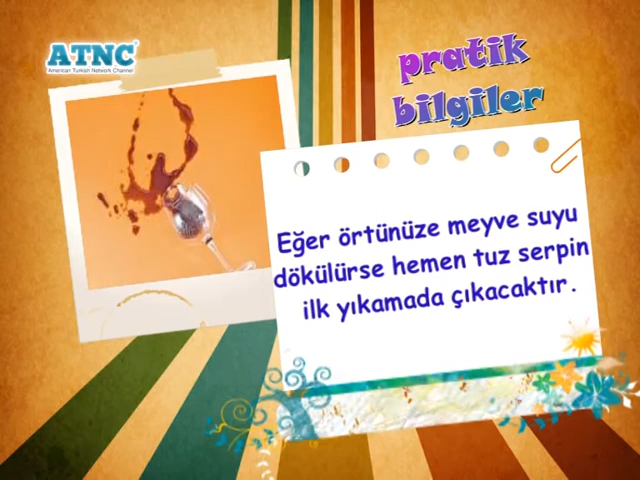 ATNC
American Turkish Network Channel
pratik
bilgiler
Eğer örtünüze meyve suyu
dökülürse hemen tuz serpin
ilk yıkamada çıkacaktır.